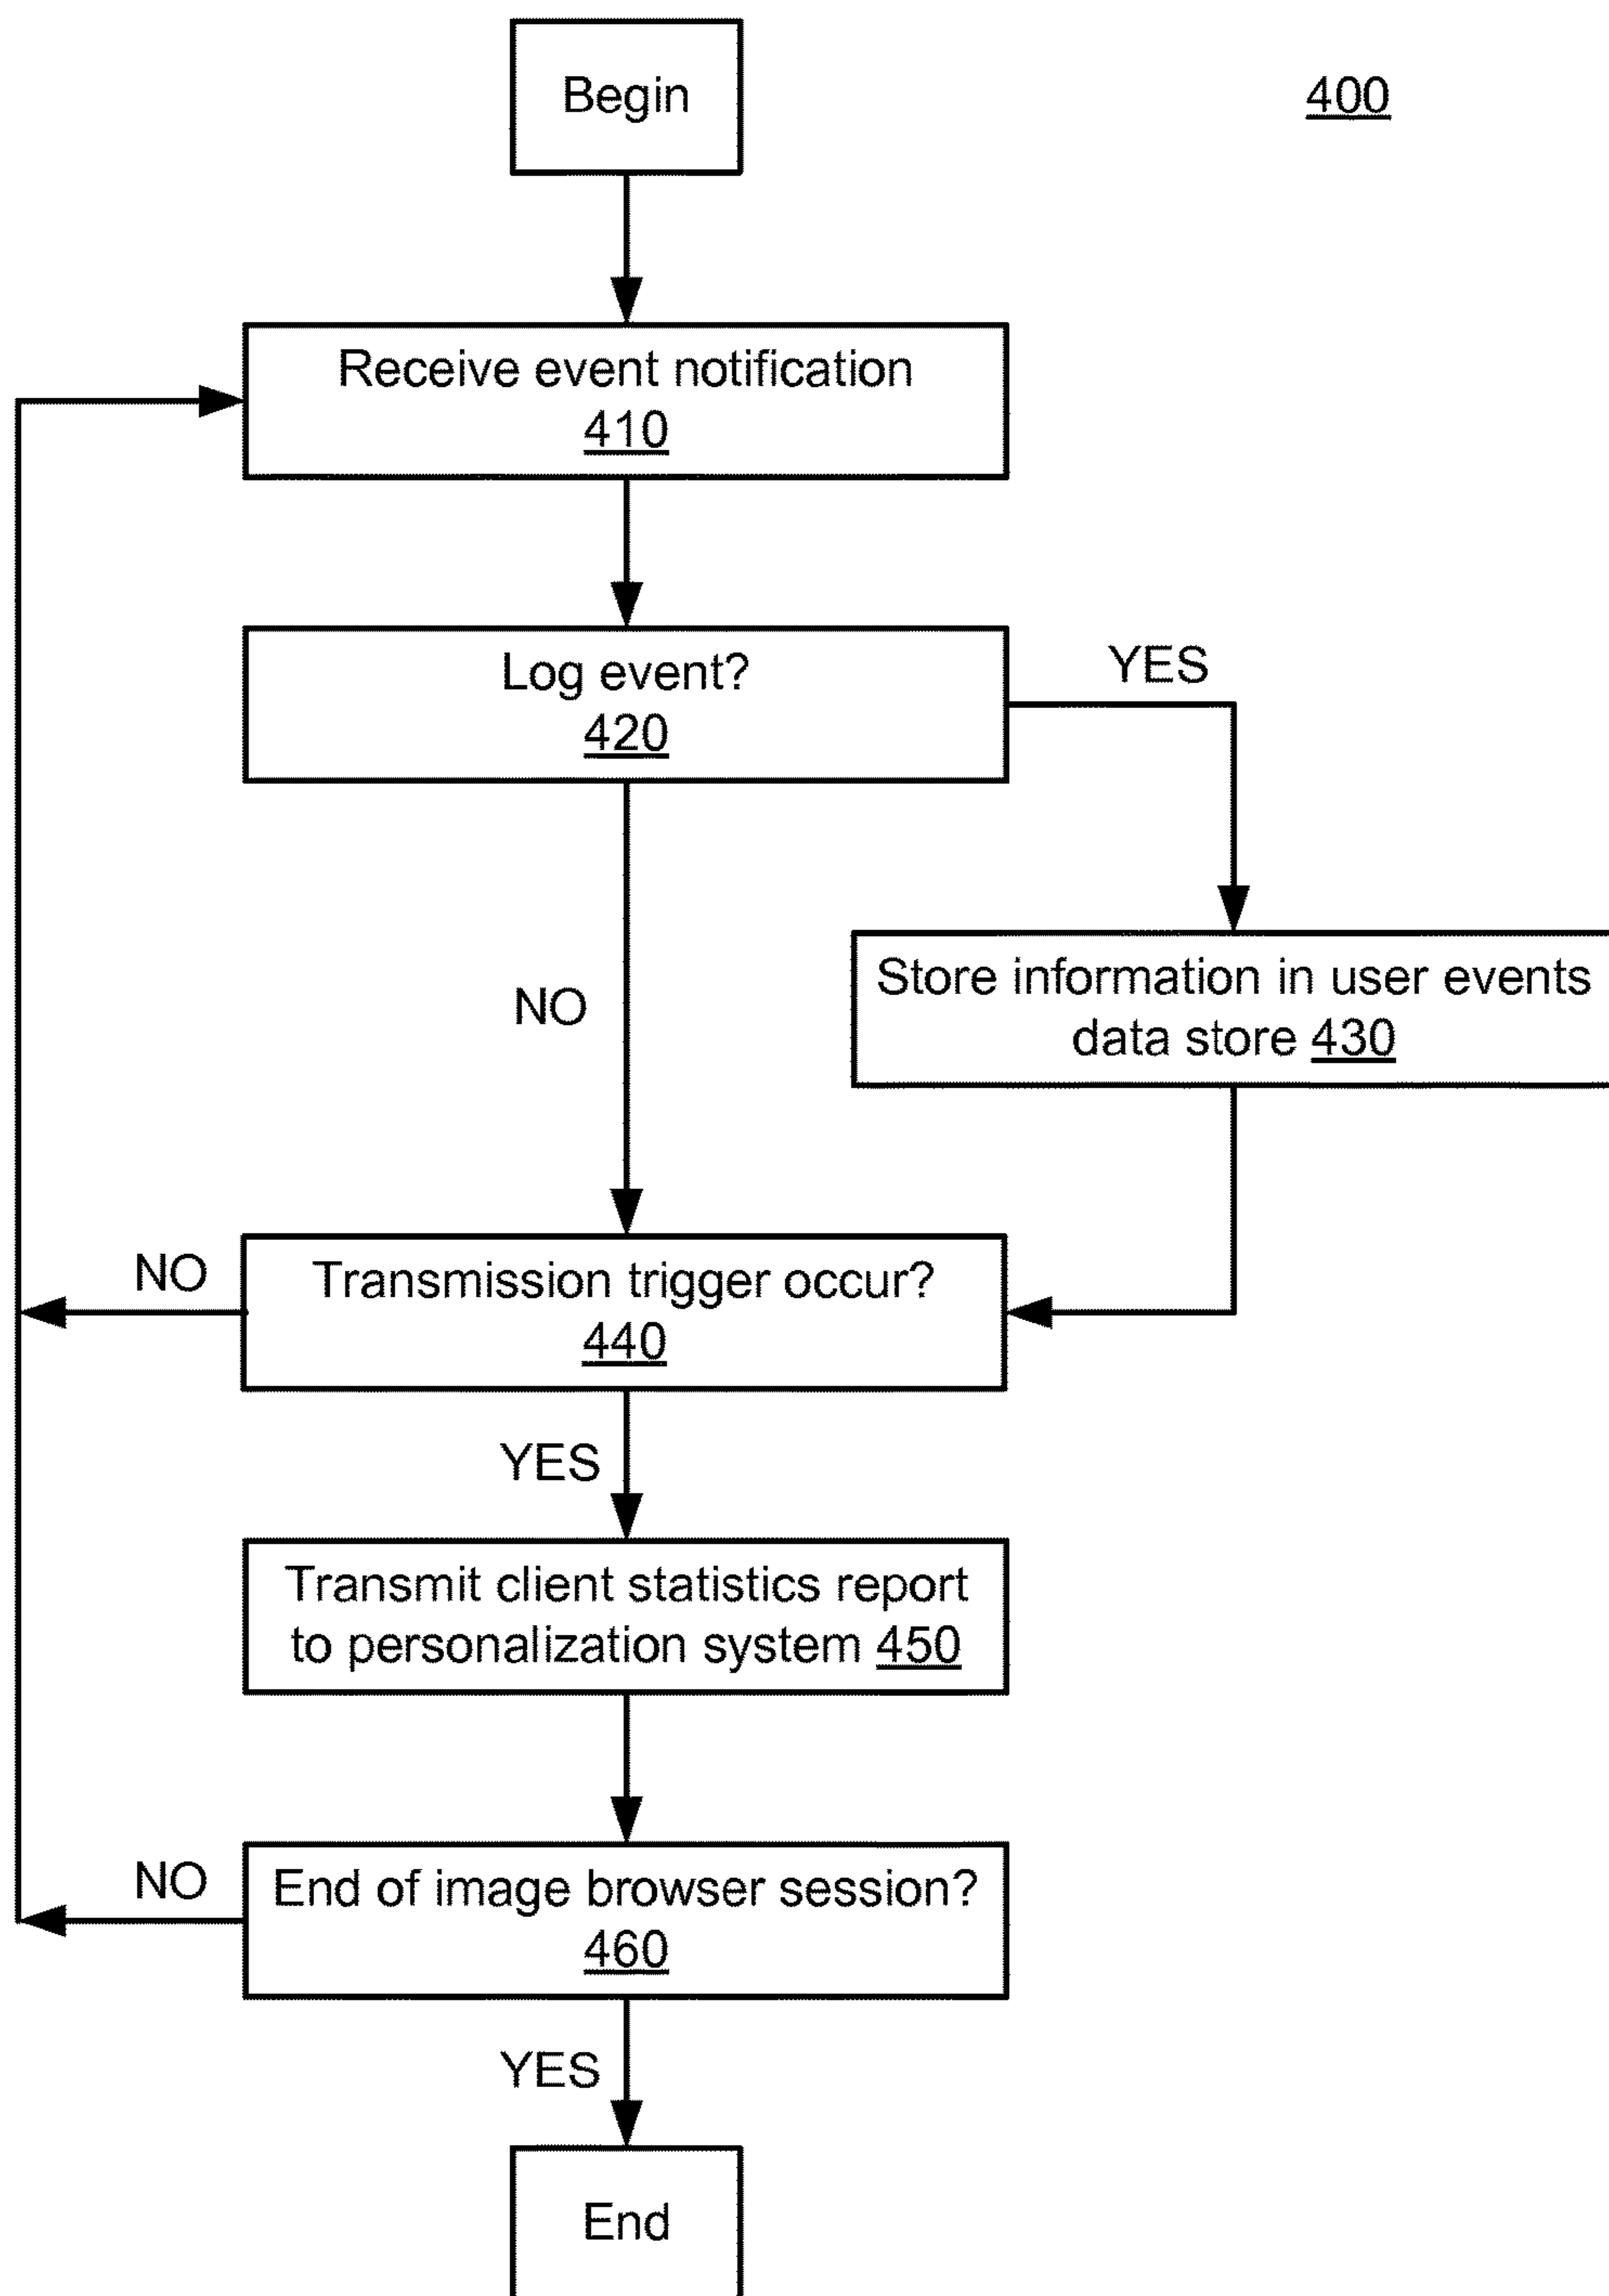 Begin
400
Receive event notification
410
Log event?
420
YES
Store information in user events
data store 430
NO
Transmission trigger occur?
440
NO
YES
Transmit client statistics report
to personalization system 450
End of image browser session?
460
NO
YES
End